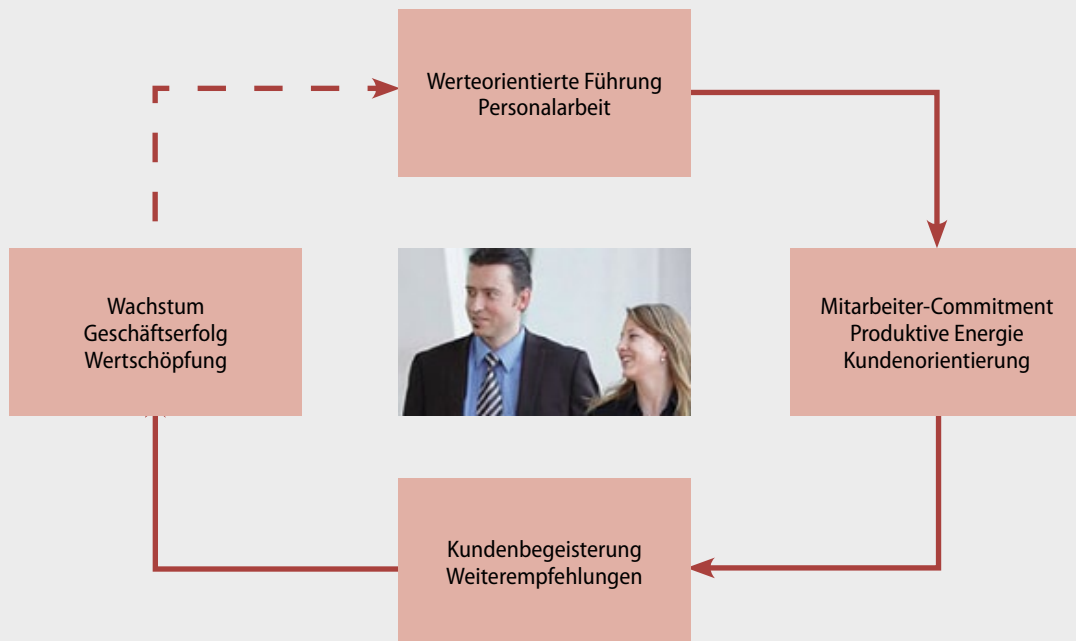 Werteorientierte Führung
Personalarbeit
Mitarbeiter-Commitment
Produktive Energie
Kundenorientierung
Kundenbegeisterung
Weiterempfehlungen
Wachstum
Geschäftserfolg
Wertschöpfung